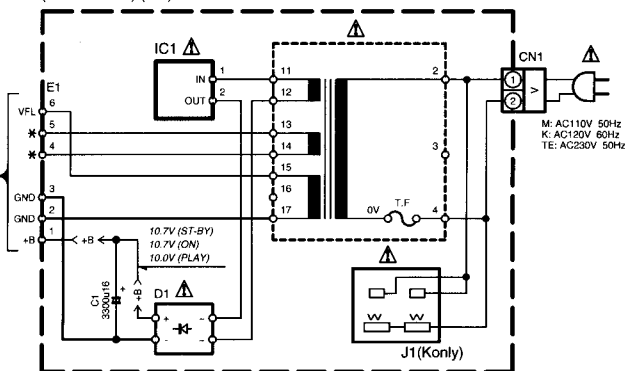 IC1
CN1
E1
1
IN
11
2
1
OUT
2
12
2
V
M: AC110V 50Hz
K: AC120V 60Hz
TE: AC230V 50Hz
VFL
6
* 5
13
* 4
14
3
15
16
GND
3
GND
2
17
0V
T.F
4
+B
1
+B
10.7V (ST-BY)
10.7V (ON)
10.0V (PLAY)
+B
C1
3300u16
+
D1
+
-
-
-
W
W
J1(Konly)